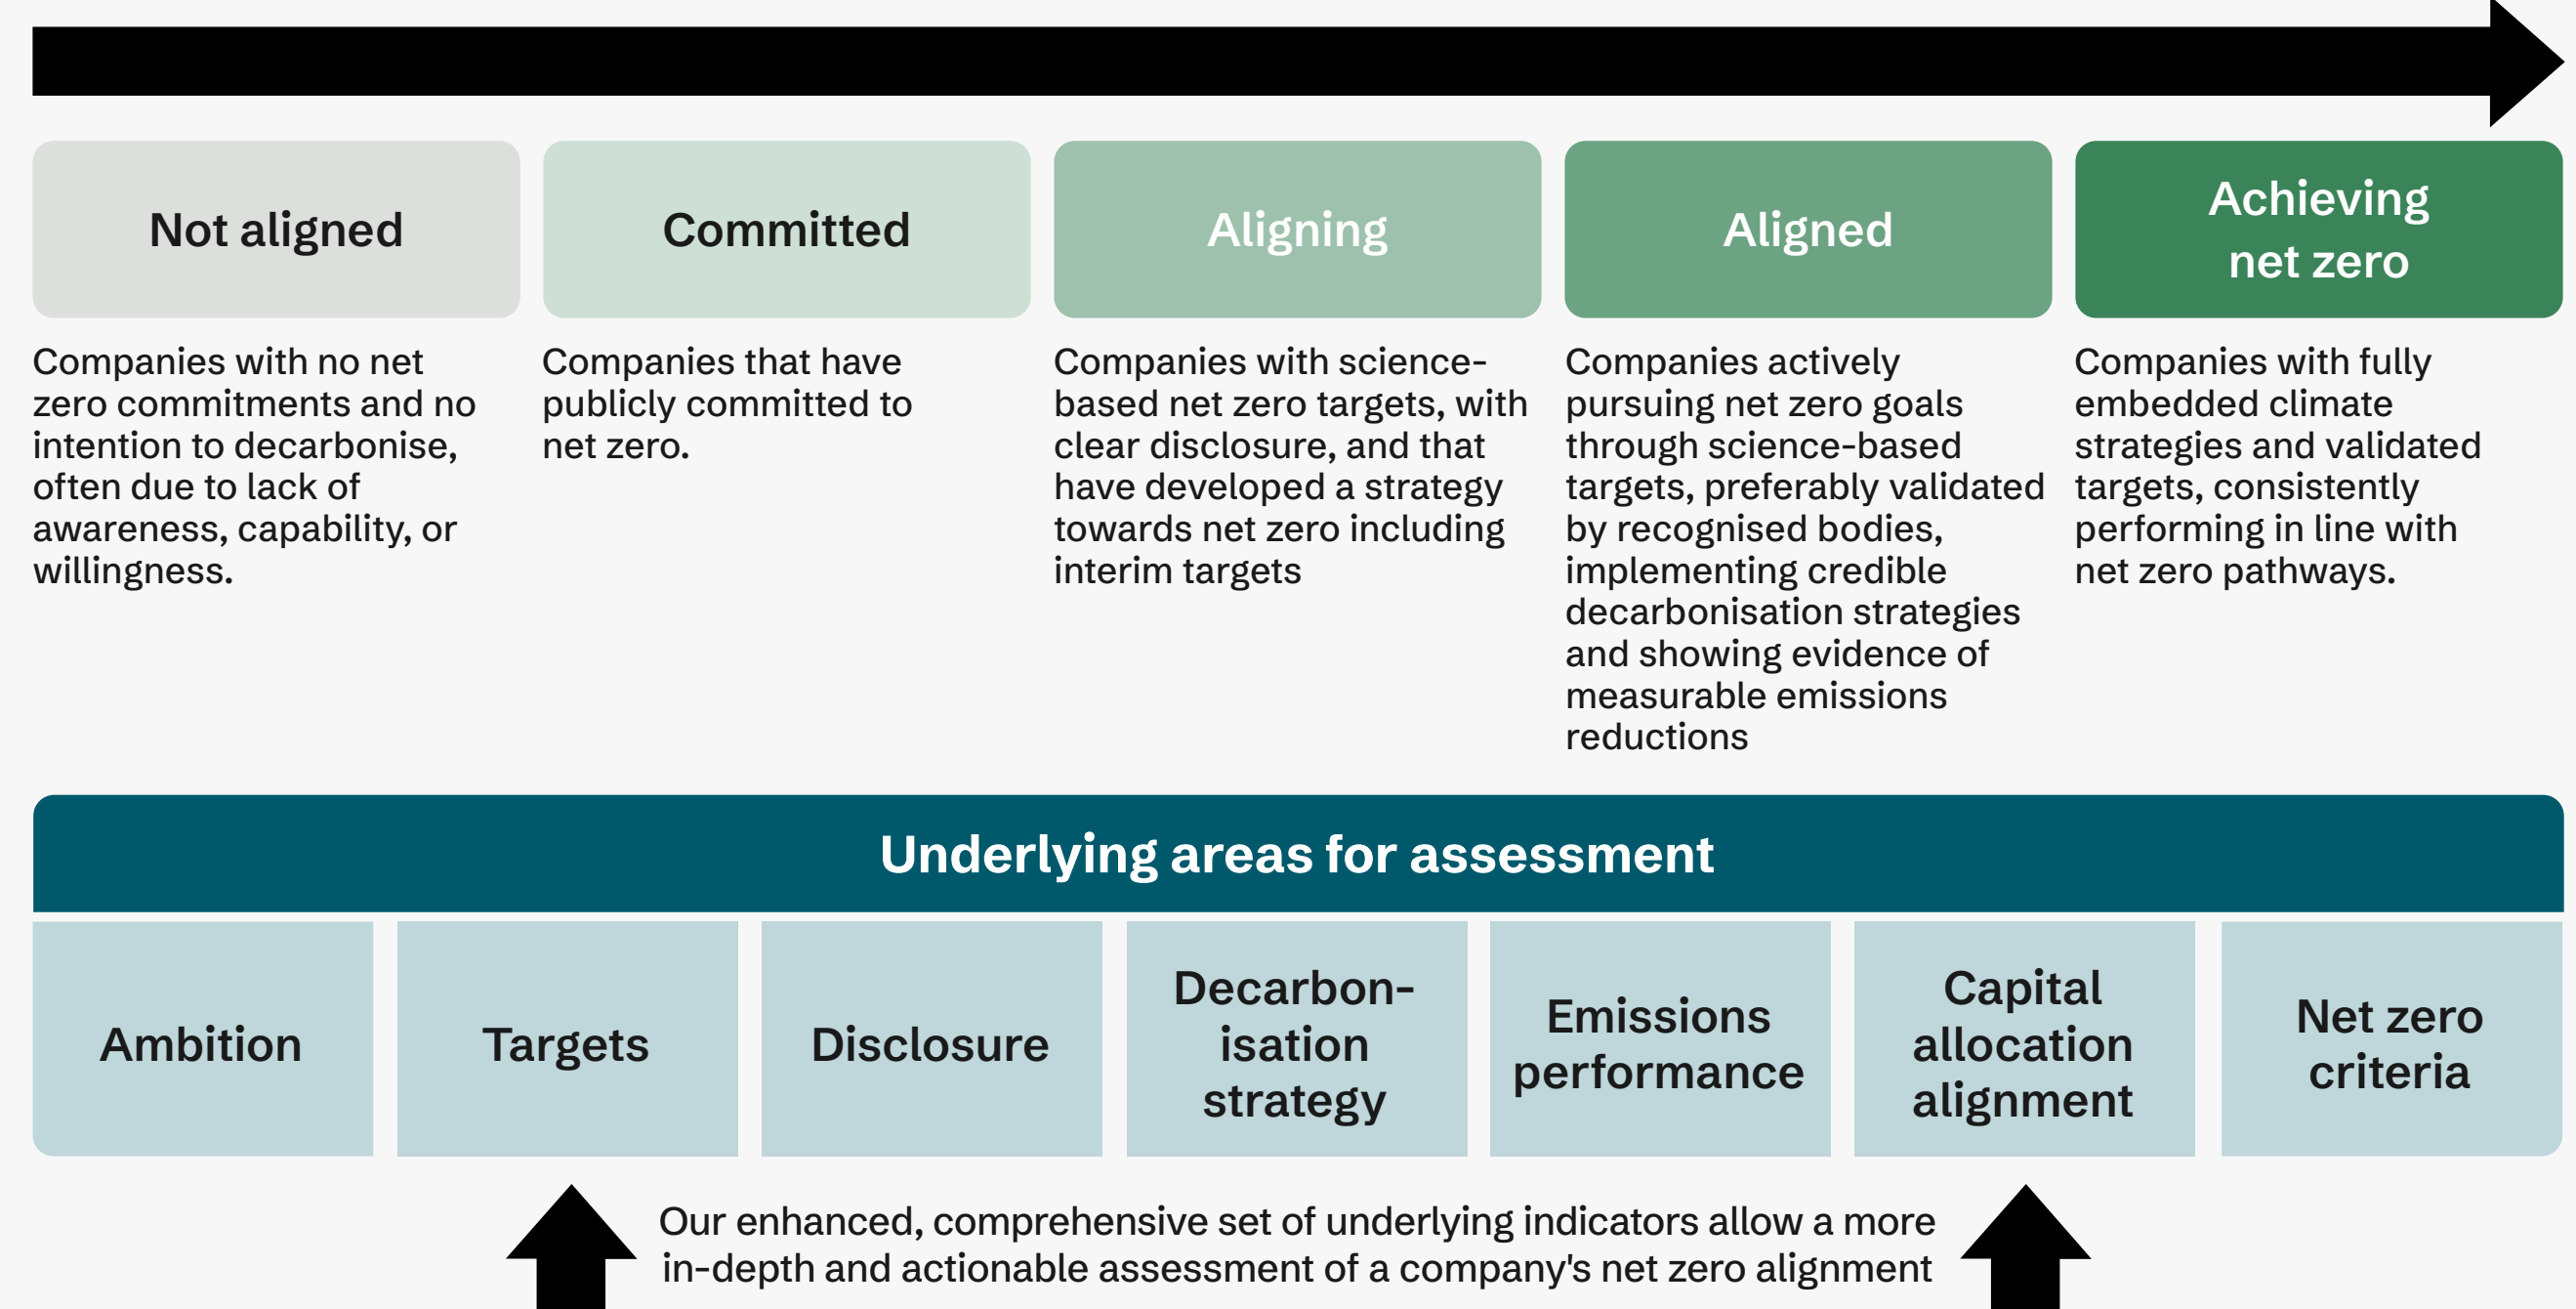 Not aligned
Committed
Aligning
Aligned
Achieving
net zero
Companies with no net
zero commitments and no
intention to decarbonise,
often due to lack of
awareness, capability, or
willingness.
Companies that have
publicly committed to
net zero.
Companies with science-
based net zero targets, with
clear disclosure, and that
have developed a strategy
towards net zero including
interim targets
Companies actively
pursuing net zero goals
through science-based
targets, preferably validated
by recognised bodies,
implementing credible
decarbonisation strategies
and showing evidence of
measurable emissions
reductions
Companies with fully
embedded climate
strategies and validated
targets, consistently
performing in line with
net zero pathways.
Underlying areas for assessment
Ambition
Targets
Disclosure
Decarbon-
isation
strategy
Emissions
performance
Capital
allocation
alignment
Net zero
criteria
Our enhanced, comprehensive set of underlying indicators allow a more
in-depth and actionable assessment of a company's net zero alignment